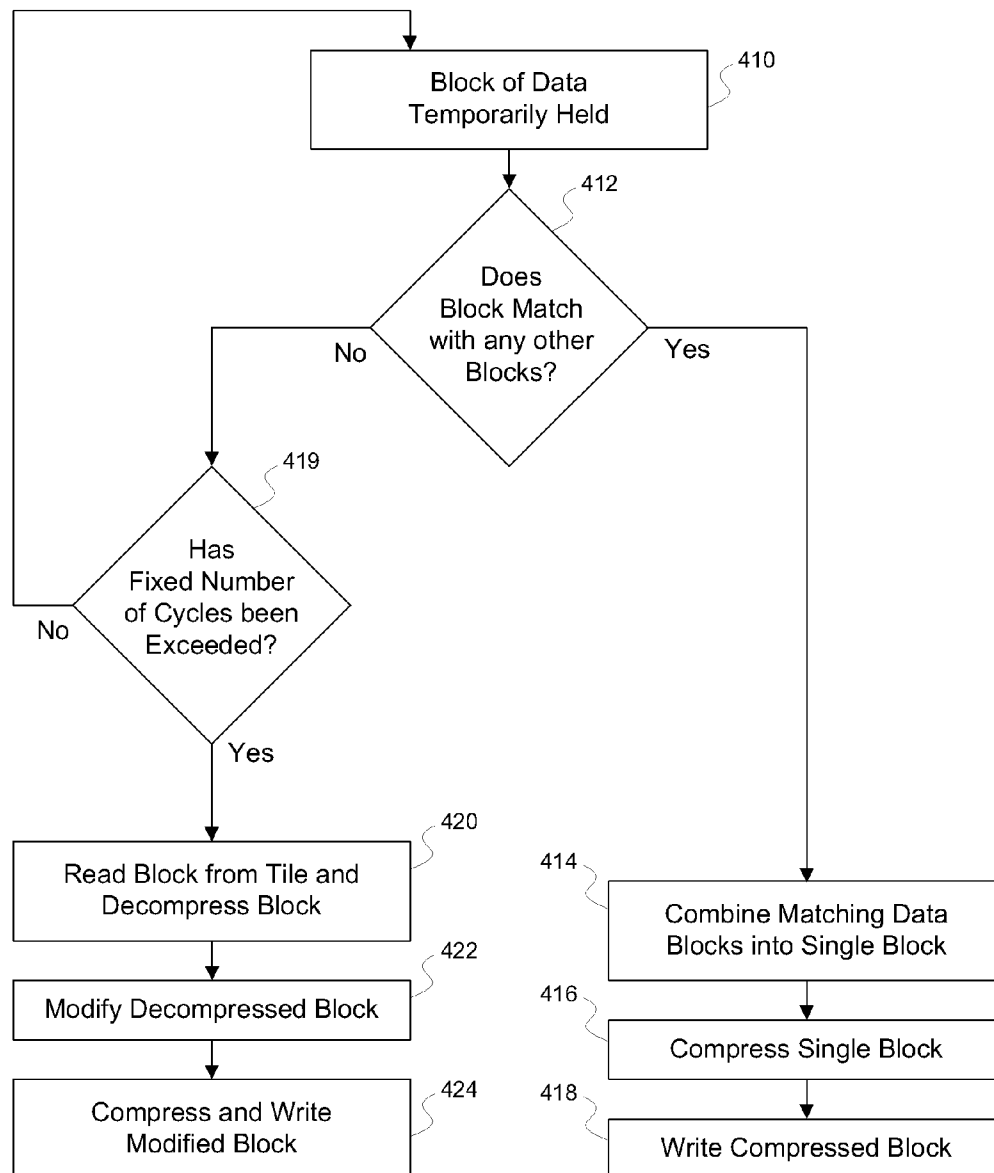 410
Block of Data
Temporarily Held
412
Does
Block Match
with any other
Blocks?
No
Yes
419
Has
Fixed Number
of Cycles been
Exceeded?
No
Yes
420
Read Block from Tile and
Decompress Block
422
Modify Decompressed Block
424
Compress and Write
Modified Block
414
Combine Matching Data
Blocks into Single Block
416
Compress Single Block
418
Write Compressed Block